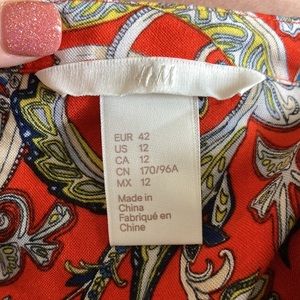 H&M
EUR 42
US 12
CA 12
CN 170/96A
MX 12
Made in
China
Fabriqué en
Chine